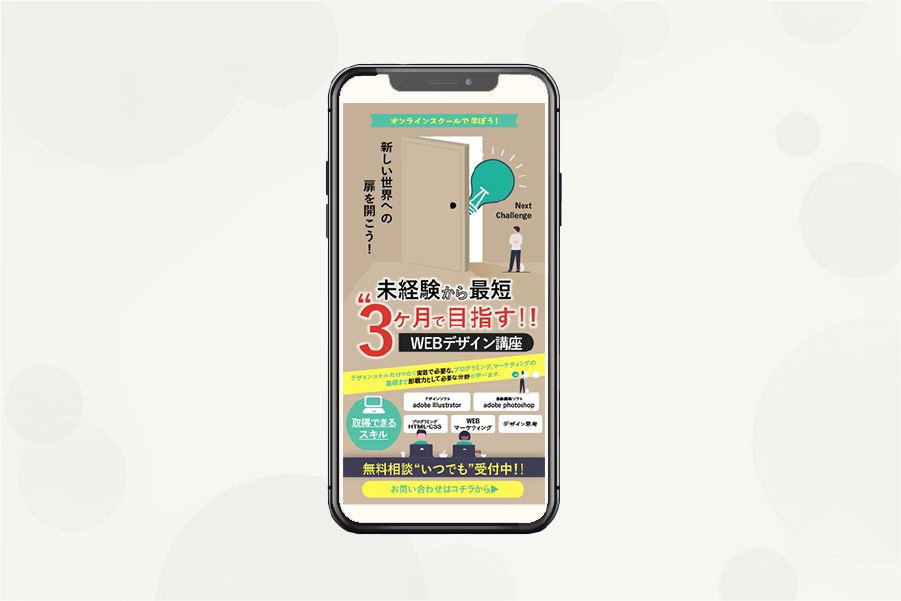 オンラインスクールで学ぼう！
新しい世界への
扉を開こう！
Next
Challenge
未経験から最短
“3ヶ月で目指す!!
WEBデザイン講座
デザインスキルだけでなく実践で必要な、プログラミング、マーケティングの
基礎まで即戦力として必要な分野が学べます。
取得できる
スキル
デザインソフト
adobe illustrator
画像編集ソフト
adobe photoshop
プログラミング
HTML・CSS
WEB
マーケティング
デザイン思考
無料相談“いつでも”受付中!!
お問い合わせはコチラから▶